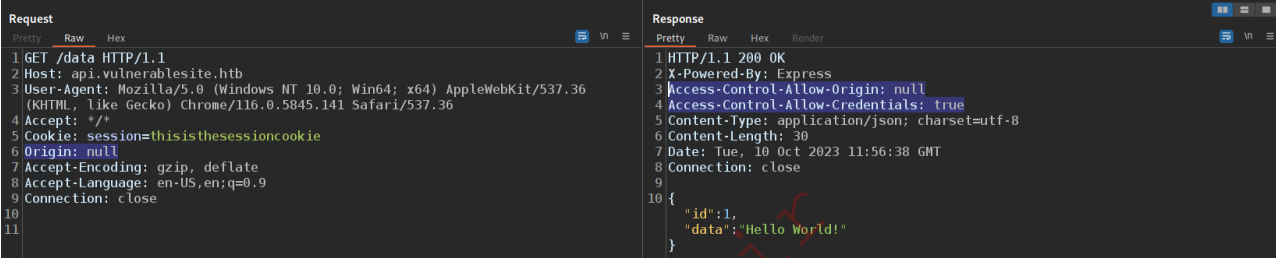 Request
Pretty Raw Hex
\n
1 GET /data HTTP/1.1
2 Host: api.vulnerablesite.htb
3 User-Agent: Mozilla/5.0 (Windows NT 10.0; Win64; x64) AppleWebKit/537.36
(KHTML, like Gecko) Chrome/116.0.5845.141 Safari/537.36
4 Accept: */*
5 Cookie: session=thisisthesessioncookie
6 Origin: null
7 Accept-Encoding: gzip, deflate
8 Accept-Language: en-US,en;q=0.9
9 Connection: close
10
11
Response
Pretty Raw Hex Render
\n
1 HTTP/1.1 200 OK
2 X-Powered-By: Express
3 Access-Control-Allow-Origin: null
4 Access-Control-Allow-Credentials: true
5 Content-Type: application/json; charset=utf-8
6 Content-Length: 30
7 Date: Tue, 10 Oct 2023 11:56:38 GMT
8 Connection: close
9
10 {
"id":1,
"data":"Hello World!"
}